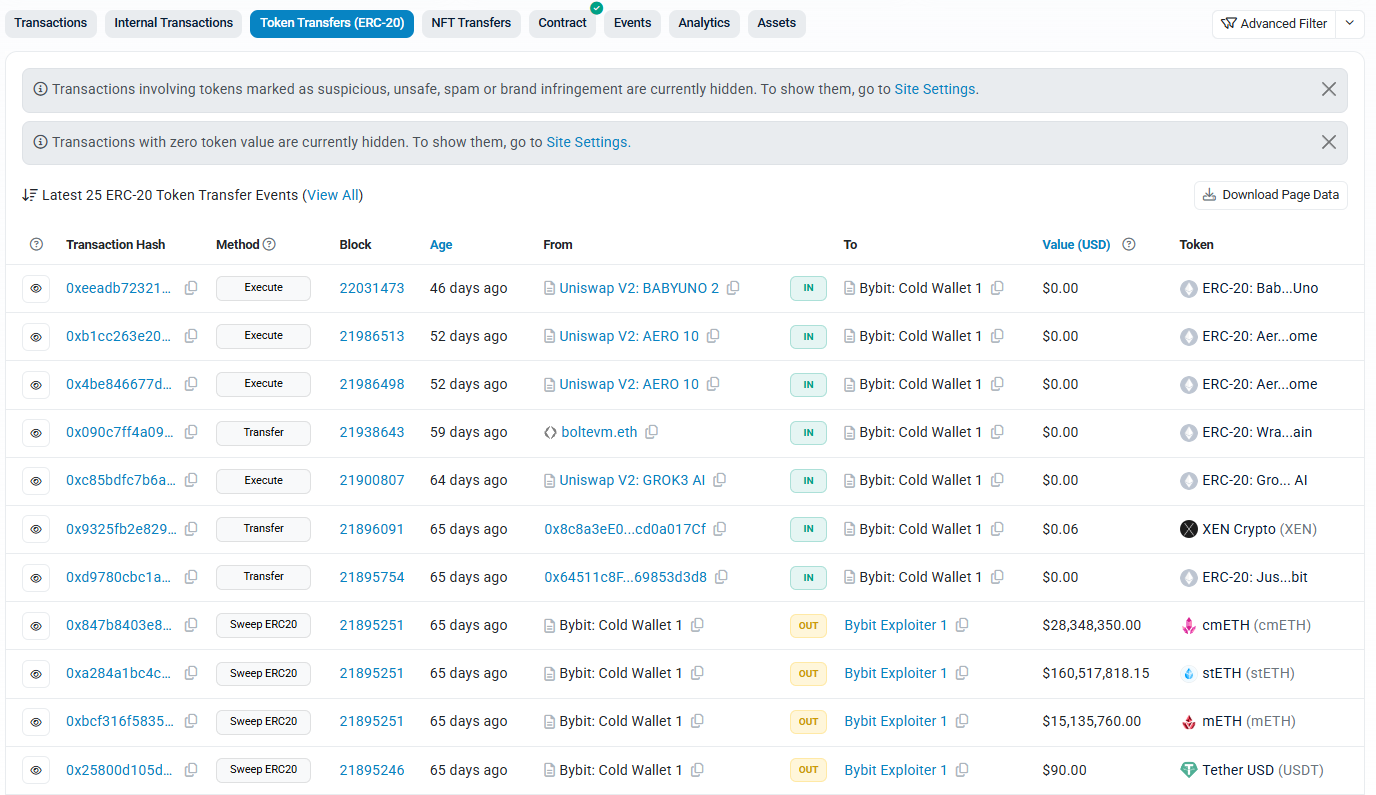 Transactions Internal Transactions Token Transfers (ERC-20) NFT Transfers Contract Events Analytics Assets Advanced Filter
Transactions involving tokens marked as suspicious, unsafe, spam or brand infringement are currently hidden. To show them, go to Site Settings.
Transactions with zero token value are currently hidden. To show them, go to Site Settings.
Latest 25 ERC-20 Token Transfer Events (View All) Download Page Data
Transaction Hash Method Block Age From To Value (USD) Token
0xeeadb72321... Execute 22031473 46 days ago Uniswap V2: BABYUNO 2 IN Bybit: Cold Wallet 1 $0.00 ERC-20: Bab...Uno
0xb1cc263e20... Execute 21986513 52 days ago Uniswap V2: AERO 10 IN Bybit: Cold Wallet 1 $0.00 ERC-20: Aer...ome
0x4be846677d... Execute 21986498 52 days ago Uniswap V2: AERO 10 IN Bybit: Cold Wallet 1 $0.00 ERC-20: Aer...ome
0x090c7ff4a09... Transfer 21938643 59 days ago boltevm.eth IN Bybit: Cold Wallet 1 $0.00 ERC-20: Wra...ain
0xc85bdfc7b6a... Execute 21900807 64 days ago Uniswap V2: GROK3 AI IN Bybit: Cold Wallet 1 $0.00 ERC-20: Gro... AI
0x9325fb2e829... Transfer 21896091 65 days ago 0x8c8a3eE0...cd0a017Cf IN Bybit: Cold Wallet 1 $0.06 XEN Crypto (XEN)
0xd9780cbc1a... Transfer 21895754 65 days ago 0x64511c8F...69853d3d8 IN Bybit: Cold Wallet 1 $0.00 ERC-20: Jus...bit
0x847b8403e8... Sweep ERC20 21895251 65 days ago Bybit: Cold Wallet 1 OUT Bybit Exploiter 1 $28,348,350.00 cmETH (cmETH)
0xa284a1bc4c... Sweep ERC20 21895251 65 days ago Bybit: Cold Wallet 1 OUT Bybit Exploiter 1 $160,517,818.15 stETH (stETH)
0xbcf316f5835... Sweep ERC20 21895251 65 days ago Bybit: Cold Wallet 1 OUT Bybit Exploiter 1 $15,135,760.00 mETH (mETH)
0x25800d105d... Sweep ERC20 21895246 65 days ago Bybit: Cold Wallet 1 OUT Bybit Exploiter 1 $90.00 Tether USD (USDT)